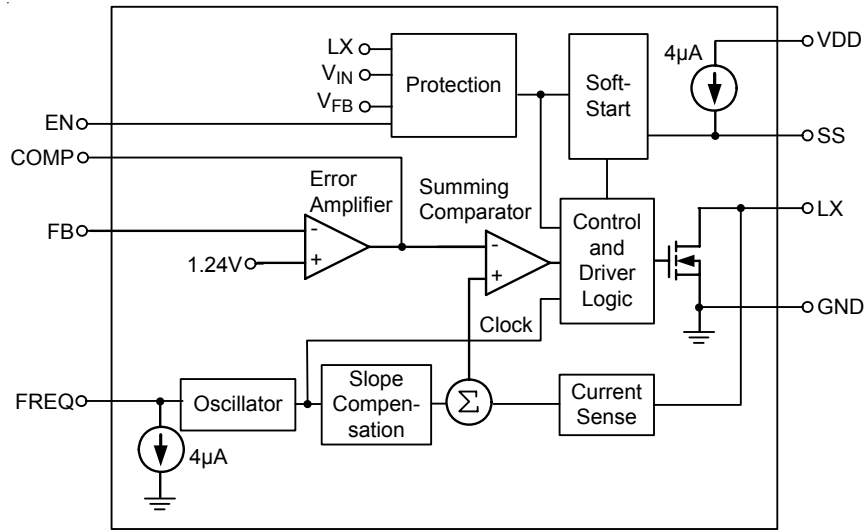 LX
VIN
VFB
Protection
Soft-
Start
4µA
VDD
EN
SS
COMP
Error
Amplifier
Summing
Comparator
FB
-
+
1.24V
-
+
Control
and
Driver
Logic
LX
GND
Clock
FREQ
Oscillator
Slope
Compen-
sation
Σ
Current
Sense
4µA